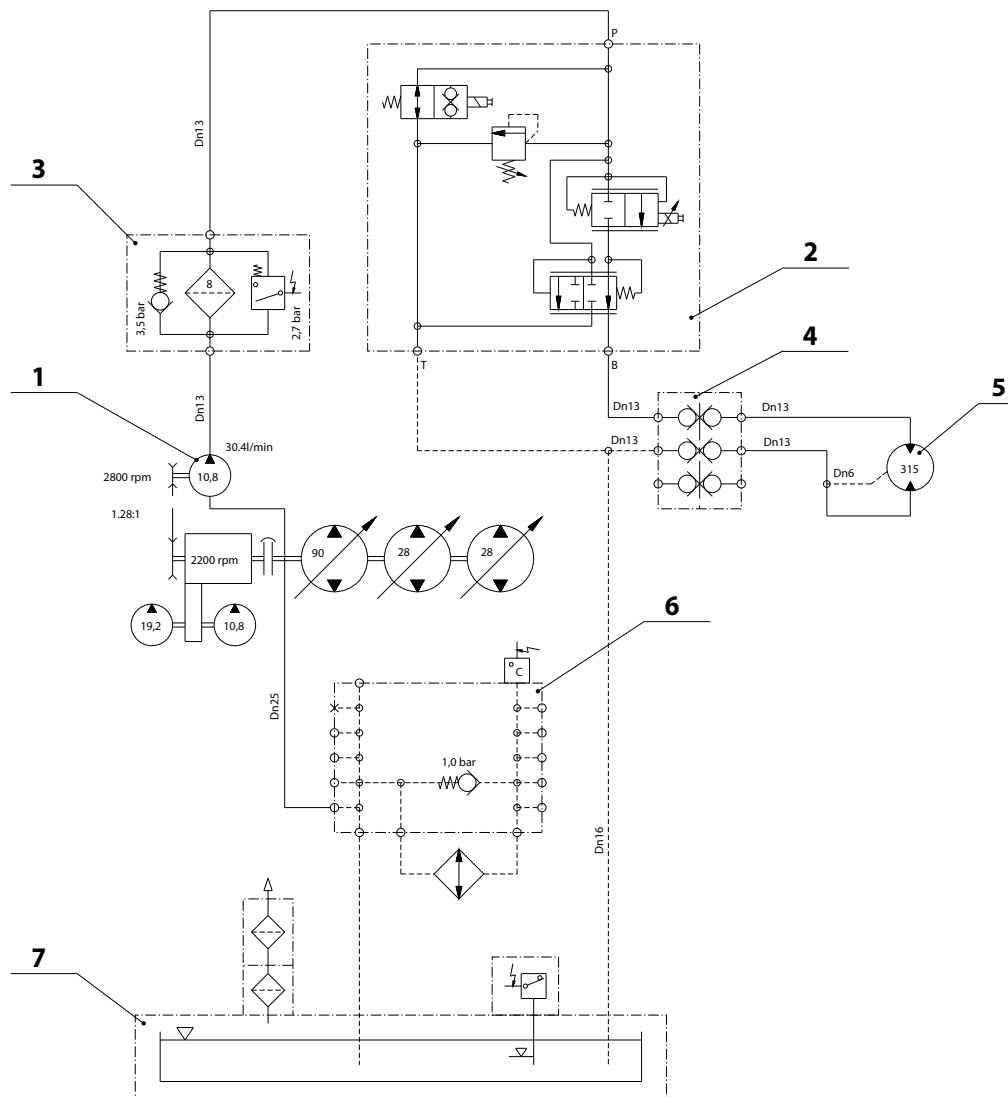 P
Dn13
3
2
8
3,5 bar
2,7 bar
4
T
B
1
Dn13
5
Dn13
Dn13
30.4l/min
Dn13
Dn13
2800 rpm
10,8
Dn6
315
1.28:1
2200 rpm
90
28
28
19,2
10,8
6
C
Dn25
1,0 bar
Dn16
7